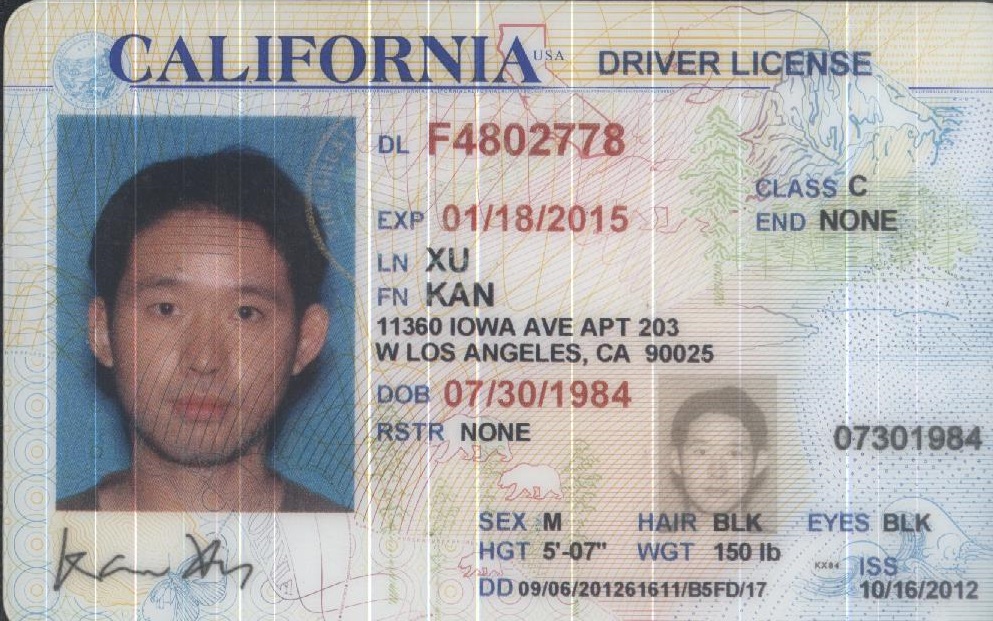 CALIFORNIA USA DRIVER LICENSE
DL F4802778
CLASS C
EXP 01/18/2015
END NONE
LN XU
FN KAN
11360 IOWA AVE APT 203
W LOS ANGELES, CA 90025
DOB 07/30/1984
RSTR NONE
07301984
SEX M HAIR BLK EYES BLK
HGT 5'-07" WGT 150 lb
KX84 ISS
DD 09/06/201261611/B5FD/17 10/16/2012
Kan Xu